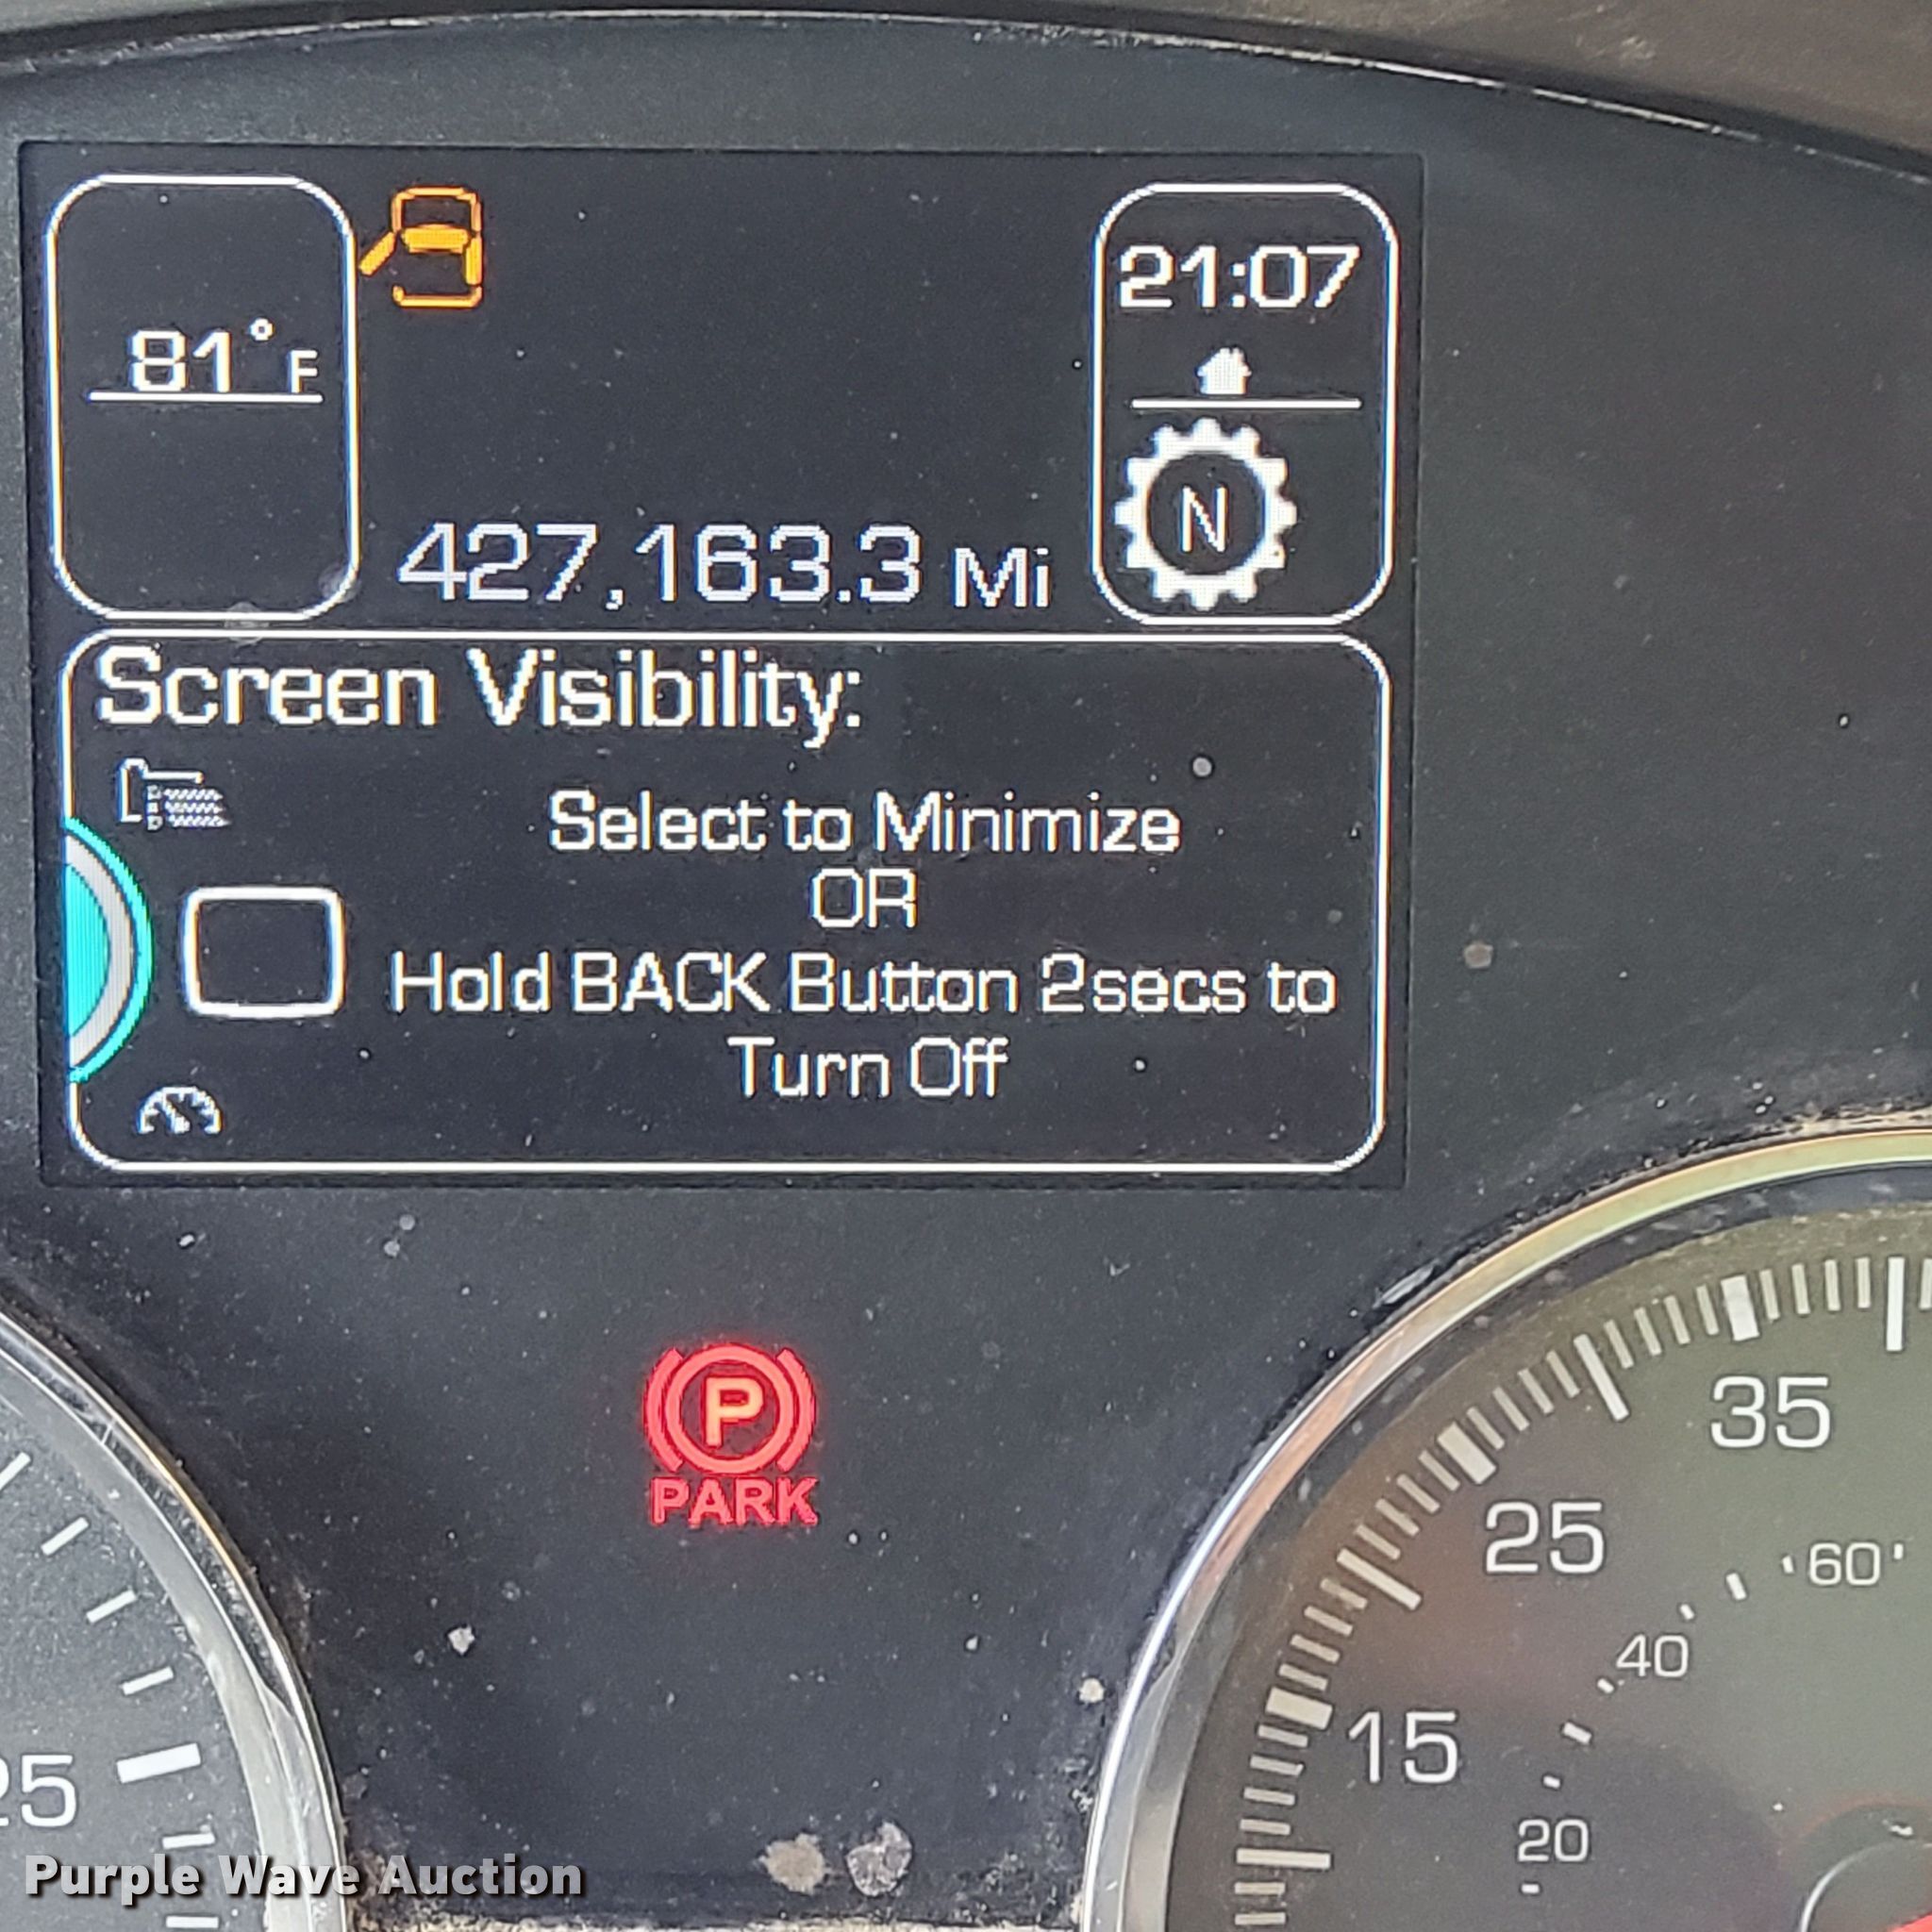 21:07
81°F
N
427,163.3 Mi
Screen Visibility:
Select to Minimize
OR
Hold BACK Button 2secs to
Turn Off
P
PARK
35
25
60
40
15
20
25
Purple Wave Auction